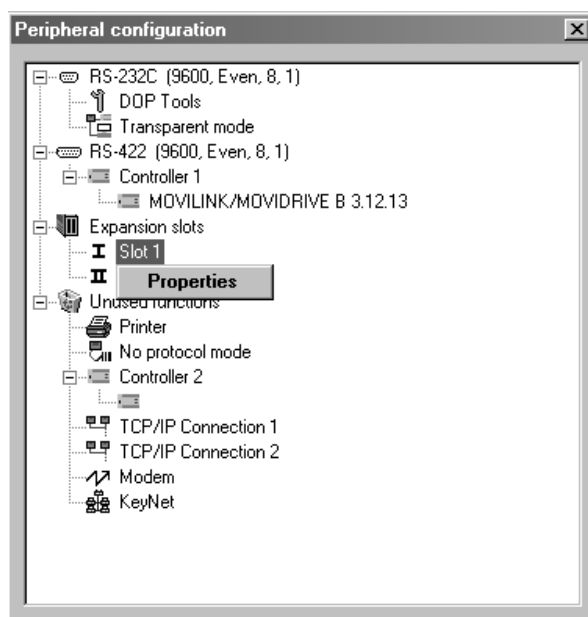 Peripheral configuration
RS-232C (9600, Even, 8, 1)
DOP Tools
Transparent mode
RS-422 (9600, Even, 8, 1)
Controller 1
MOVILINK/MOVIDRIVE B 3.12.13
Expansion slots
I Slot 1
II
Properties
Unused functions
Printer
No protocol mode
Controller 2
TCP/IP Connection 1
TCP/IP Connection 2
Modem
KeyNet